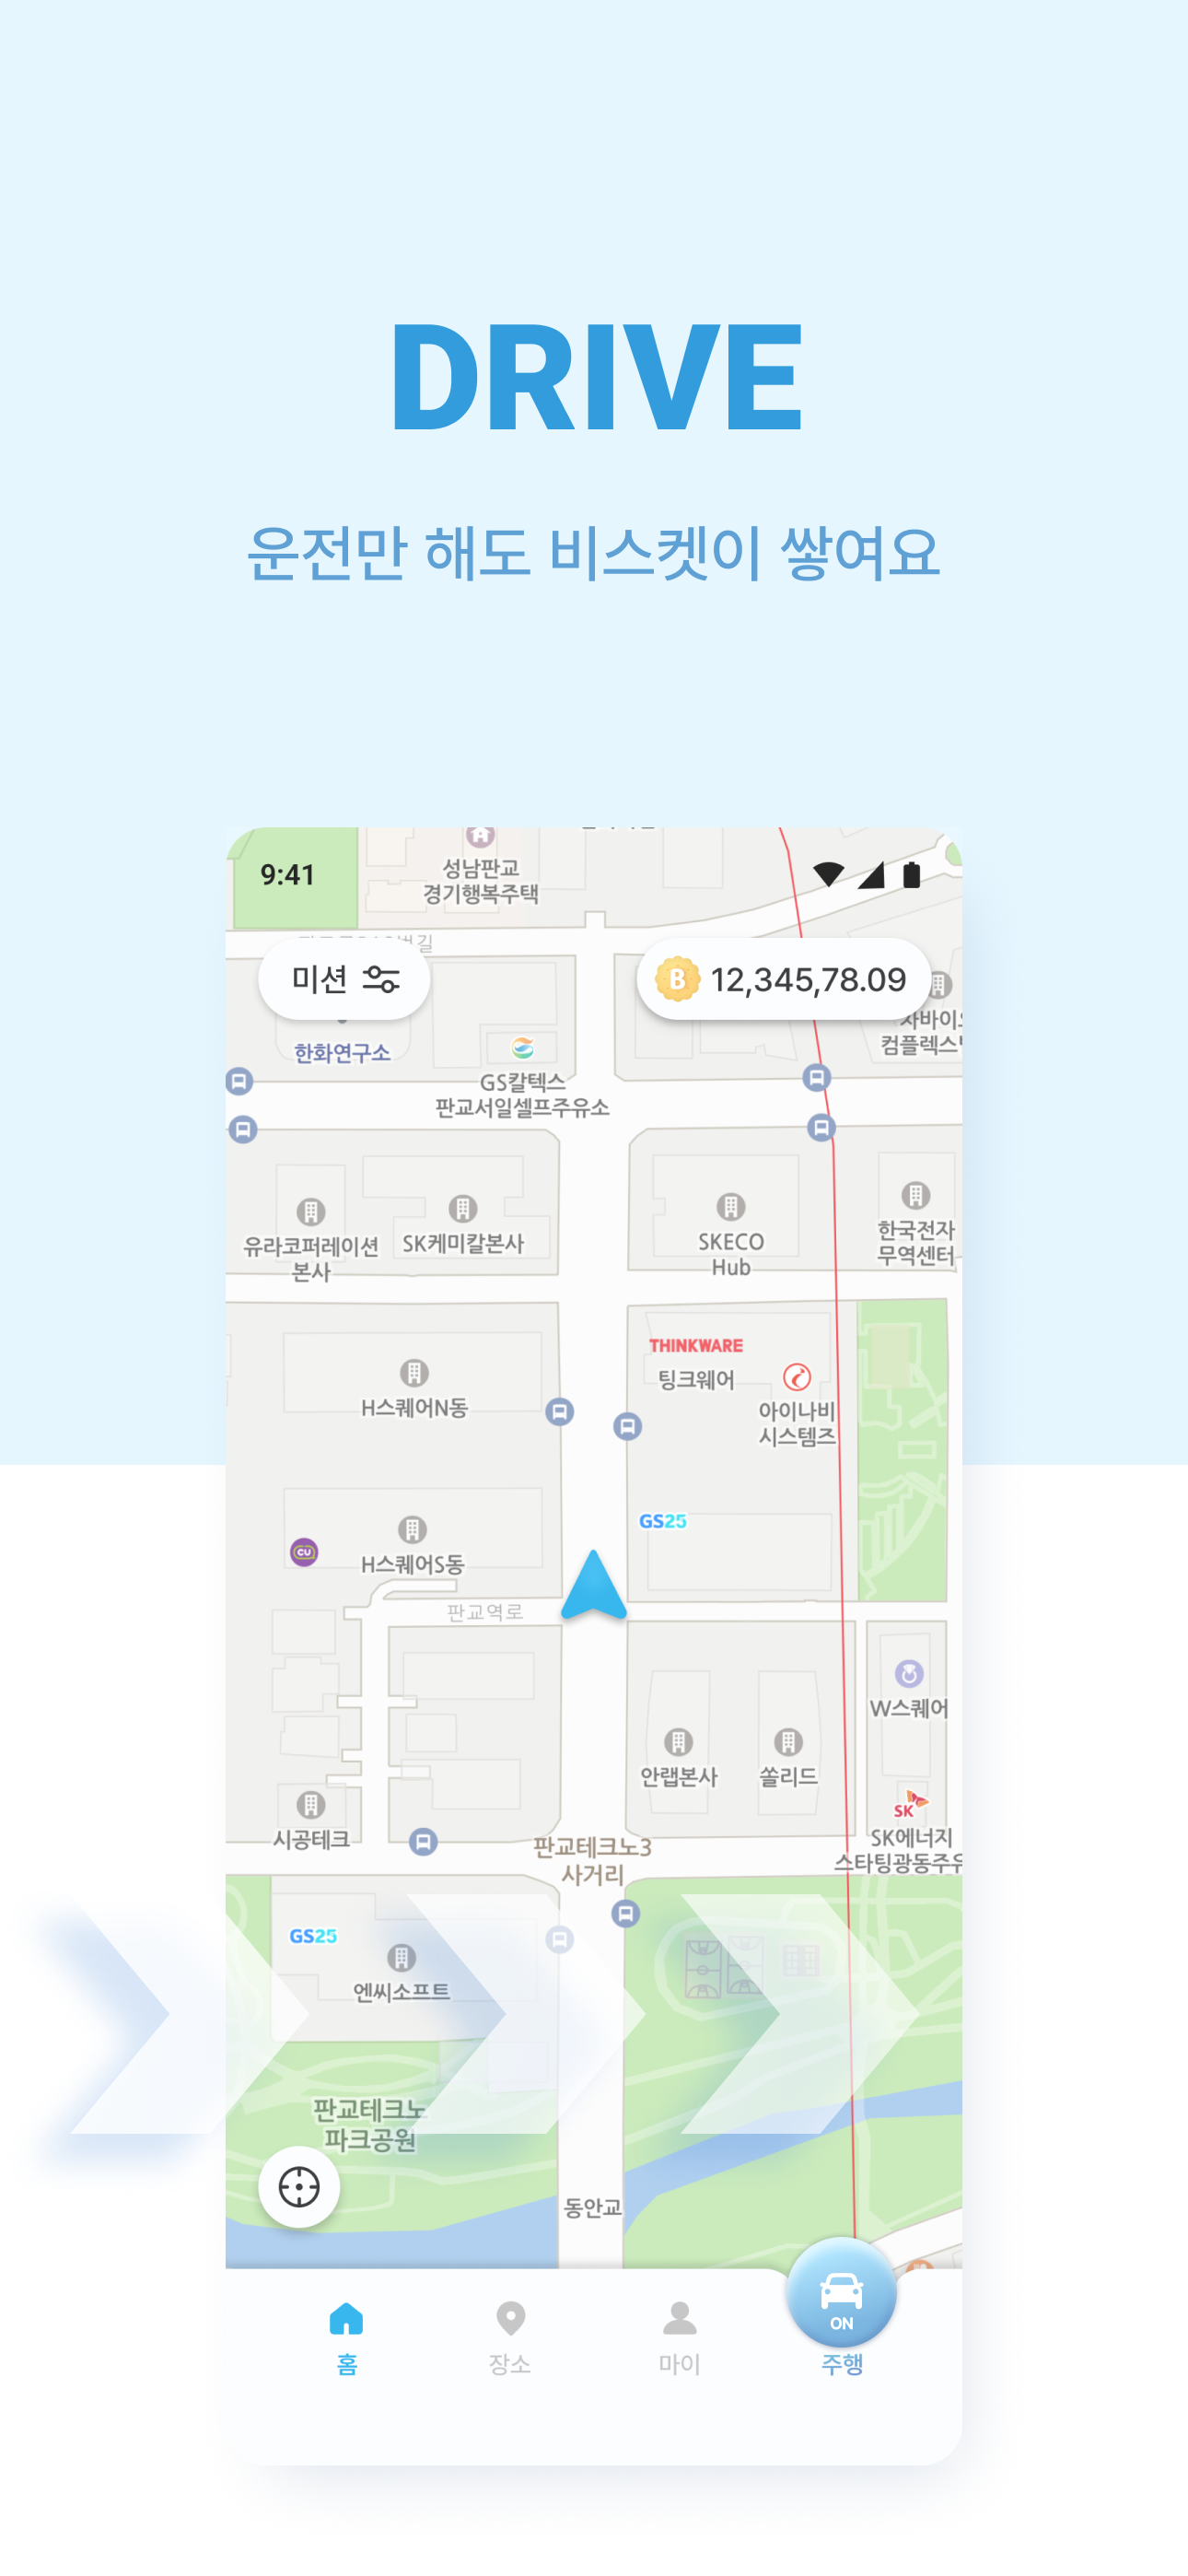 DRIVE
운전만 해도 비스켓이 쌓여요
9:41
성남판교
경기행복주택
미션
B 12,345,78.09
한화연구소
컴플렉스
GS칼텍스
판교서일셀프주유소
유라코퍼레이션
본사
SK케미칼본사
SKECO
Hub
한국전자
무역센터
THINKWARE
팅크웨어
아이나비
시스템즈
H스퀘어N동
GS25
CU
H스퀘어S동
판교역로
W스퀘어
안랩본사
쏠리드
SK
시공테크
SK에너지
스타팅광동주유
판교테크노3
사거리
GS25
엔씨소프트
판교테크노
파크공원
동안교
ON
홈
장소
마이
주행